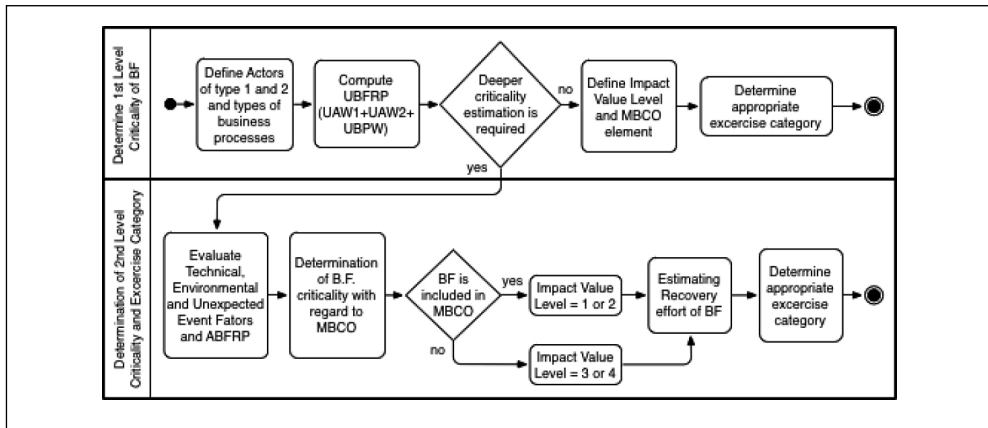 Determine 1st Level
Criticality of BF
Define Actors
of type 1 and 2
and types of
business
processes
Compute
UBFRP
(UAW1+UAW2+
UBPW)
Deeper
criticality
estimation is
required
no
yes
Define Impact
Value Level
and MBCO
element
Determine
appropriate
excercise category
Determination of 2nd Level
Criticality and Excercise Category
Evaluate
Technical,
Environmental
and Unexpected
Event Fators
and ABFRP
Determination
of B.F.
criticality with
regard to
MBCO
BF is
included in
MBCO
yes
no
Impact Value
Level = 1 or 2
Impact Value
Level = 3 or 4
Estimating
Recovery
effort of BF
Determine
appropriate
excercise
category